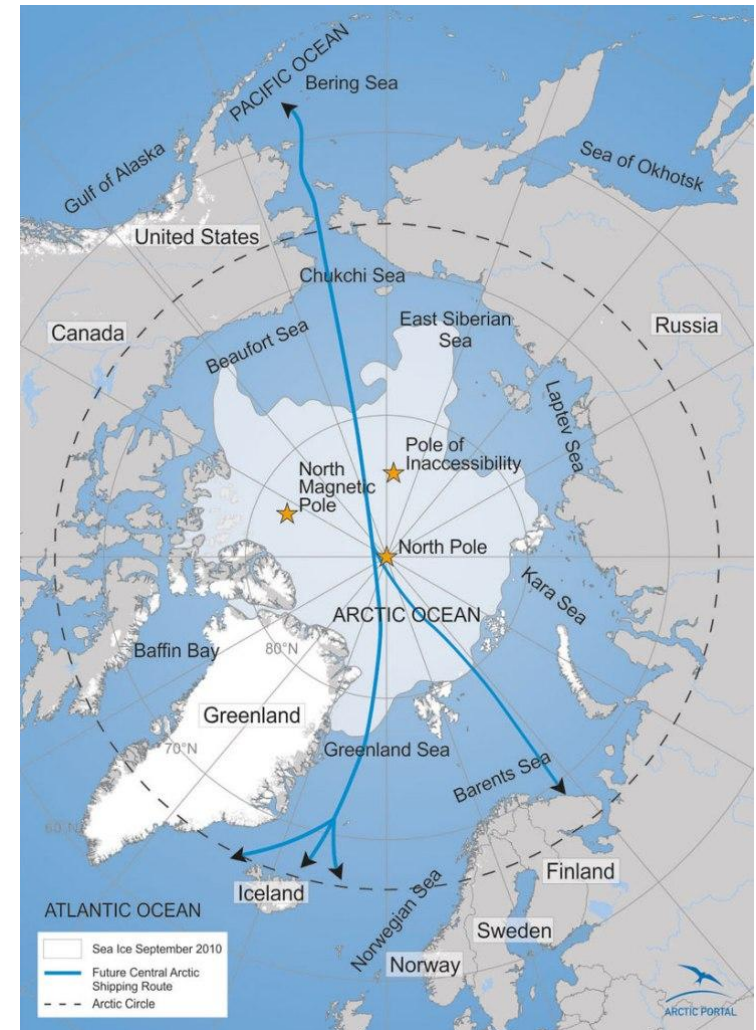 PACIFIC OCEAN
Bering Sea
Gulf of Alaska
Sea of Okhotsk
United States
Chukchi Sea
Canada
Beaufort Sea
East Siberian
Sea
Russia
Laptev Sea
Pole of
Inaccessibility
North
Magnetic
Pole
North Pole
Kara Sea
ARCTIC OCEAN
Baffin Bay
80°N
Greenland
70°N
Greenland Sea
Barents Sea
60°N
Finland
Iceland
Norwegian Sea
Sweden
Norway
ATLANTIC OCEAN
Sea Ice September 2010
Future Central Arctic
Shipping Route
Arctic Circle
ARCTIC PORTAL